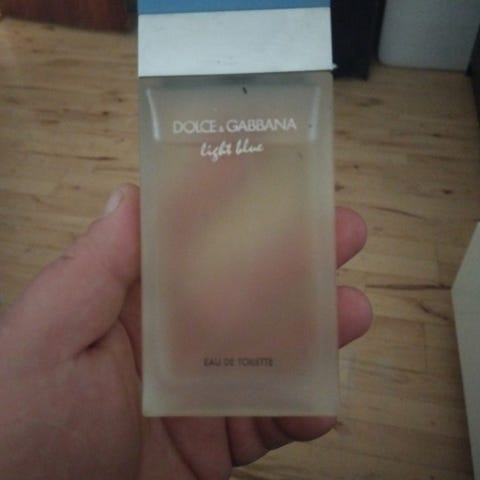 DOLCE & GABBANA
light blue
EAU DE TOILETTE